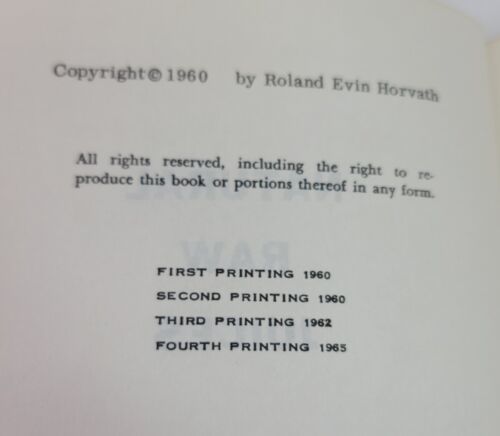 Copyright © 1960 by Roland Evin Horvath
All rights reserved, including the right to re-
produce this book or portions thereof in any form.
FIRST PRINTING 1960
SECOND PRINTING 1960
THIRD PRINTING 1962
FOURTH PRINTING 1965